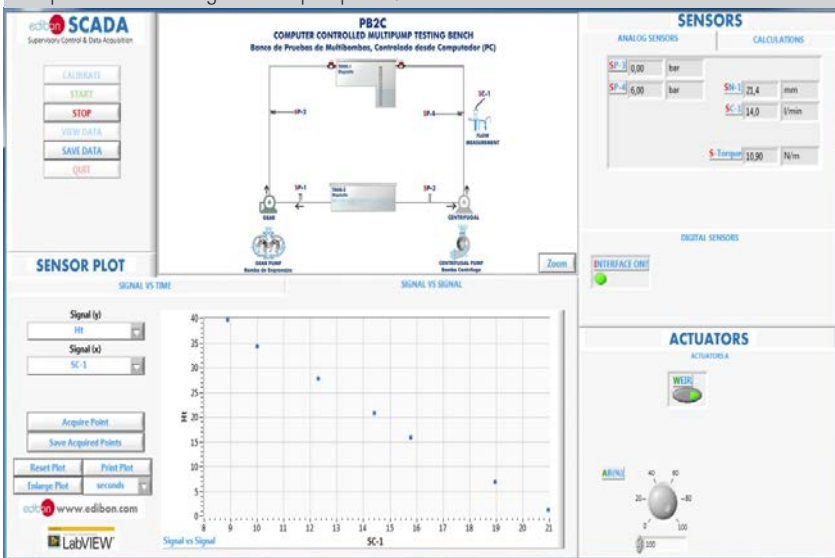 edibon SCADA
Supervisory Control & Data Acquisition
CALIBRATE
START
STOP
VIEW DATA
SAVE DATA
QUIT
PB2C
COMPUTER CONTROLLED MULTIPUMP TESTING BENCH
Banco de Pruebas de Multibombas, Controlado desde Computador (PC)
SC-1
SP-3
SP-4
FLOW
MEASUREMENT
SP-1
SP-2
GEAR
CENTRIFUGAL
GEAR PUMP
Bomba de Engranajes
CENTRIFUGAL PUMP
Bomba Centrífuga
Zoom
SENSORS
ANALOG SENSORS
CALCULATIONS
SP-3 0,00 bar
SP-4 6,00 bar
SN-1 21,4 mm
SC-1 14,0 l/min
S-Torque 10,90 N/m
DIGITAL SENSORS
INTERFACE ON?
SENSOR PLOT
SIGNAL VS TIME
SIGNAL VS SIGNAL
Signal (y)
Ht
Signal (x)
SC-1
Acquire Point
Save Acquired Points
Reset Plot
Print Plot
Enlarge Plot
seconds
edibon www.edibon.com
LabVIEW
40
35
30
25
20
15
10
5
0
Ht
8 9 10 11 12 13 14 15 16 17 18 19 20 21
Signal vs Signal
SC-1
ACTUATORS
ACTUATORS A
WEIR
40 60
20 80
0 100
100